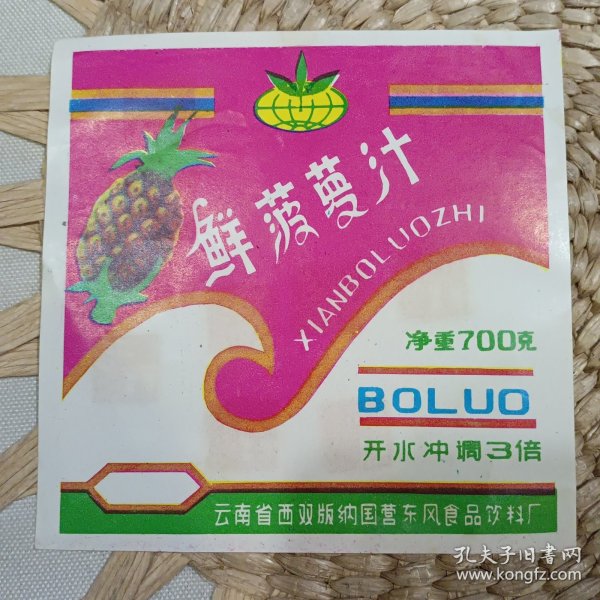 鲜菠萝汁
XIANBOLUOZHI
净重700克
BOLUO
开水冲调3倍
云南省西双版纳国营东风食品饮料厂
孔夫子旧书网
www.kongfz.com